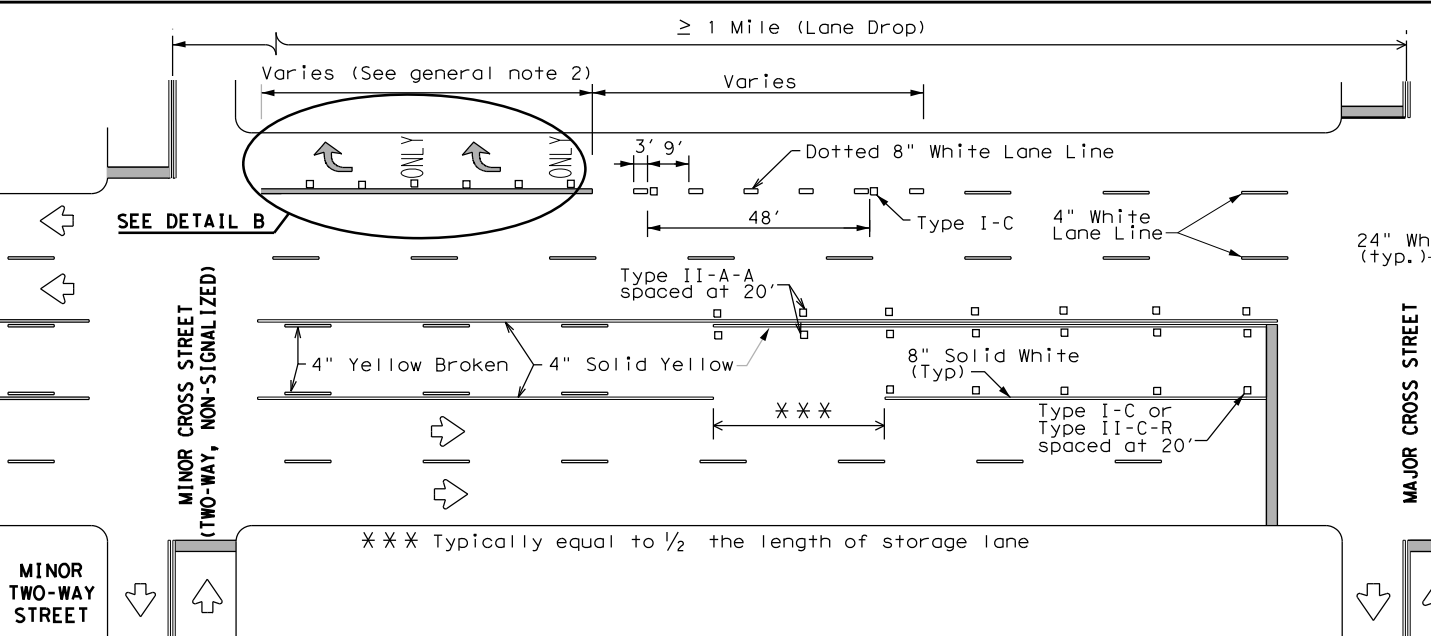 ≥ 1 Mile (Lane Drop)
Varies (See general note 2)
Varies
ONLY
ONLY
3' 9'
Dotted 8" White Lane Line
SEE DETAIL B
48'
Type I-C
4" White
Lane Line
24" Wh
(typ.)
Type II-A-A
spaced at 20'
4" Yellow Broken
4" Solid Yellow
8" Solid White
(Typ)
***
Type I-C or
Type II-C-R
spaced at 20'
MINOR CROSS STREET
(TWO-WAY, NON-SIGNALIZED)
MAJOR CROSS STREET
*** Typically equal to ½ the length of storage lane
MINOR
TWO-WAY
STREET